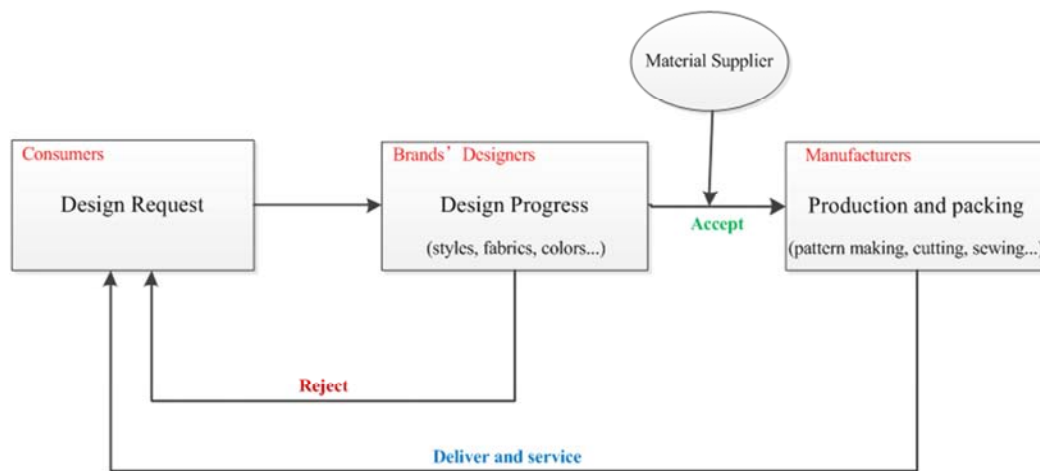 Material Supplier
Consumers
Design Request
Brands’ Designers
Design Progress
(styles, fabrics, colors...)
Accept
Manufacturers
Production and packing
(pattern making, cutting, sewing...)
Reject
Deliver and service